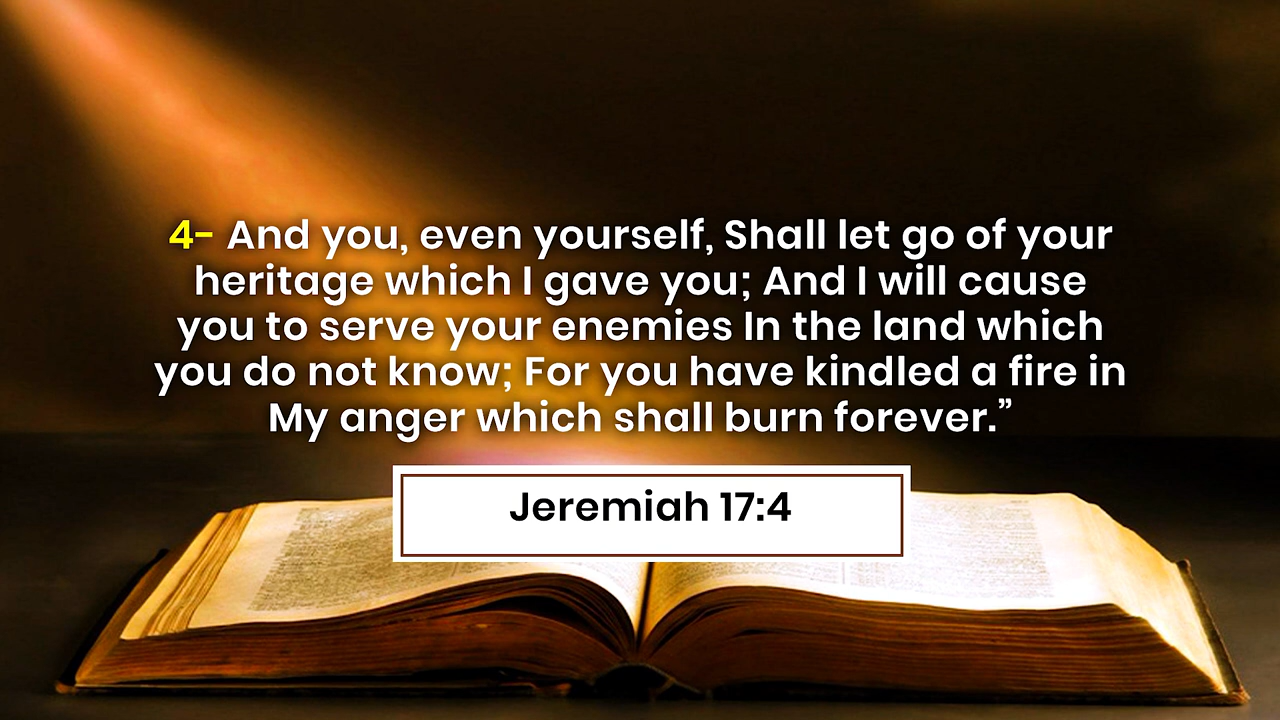 4- And you, even yourself, Shall let go of your
heritage which I gave you; And I will cause
you to serve your enemies In the land which
you do not know; For you have kindled a fire in
My anger which shall burn forever.”
Jeremiah 17:4